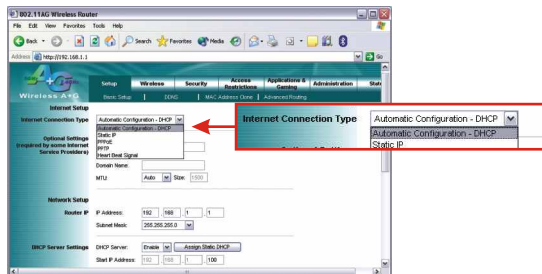 802.11AG Wireless Router
File Edit View Favorites Tools Help
Back Search Favorites Media
Address http://192.168.1.1 Go
A+G
Wireless A+G
Setup Wireless Security Access Restrictions Applications & Gaming Administration Statu
Basic Setup DDNS MAC Address Clone Advanced Routing
Internet Setup
Internet Connection Type Automatic Configuration - DHCP
Automatic Configuration - DHCP
Static IP
PPPoE
PPTP
Heart Beat Signal
Optional Settings
(required by some Internet
Service Providers)
Domain Name:
MTU: Auto Size: 1500
Network Setup
Router IP IP Address: 192 . 168 . 1 . 1
Subnet Mask: 255.255.255.0
DHCP Server Settings DHCP Server: Enable Assign Static DHCP
Start IP Address: 192 . 168 . 1 . 100
Internet Connection Type Automatic Configuration - DHCP
Automatic Configuration - DHCP
Static IP